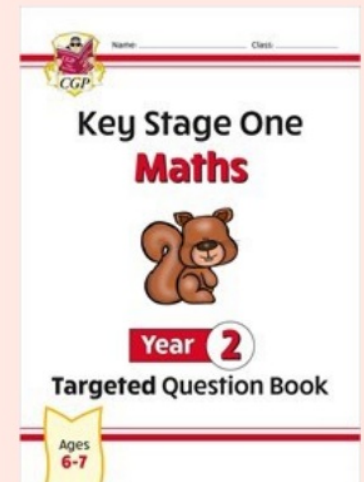 Name: Class:
CGP
Key Stage One
Maths
Year 2
Targeted Question Book
Ages
6-7